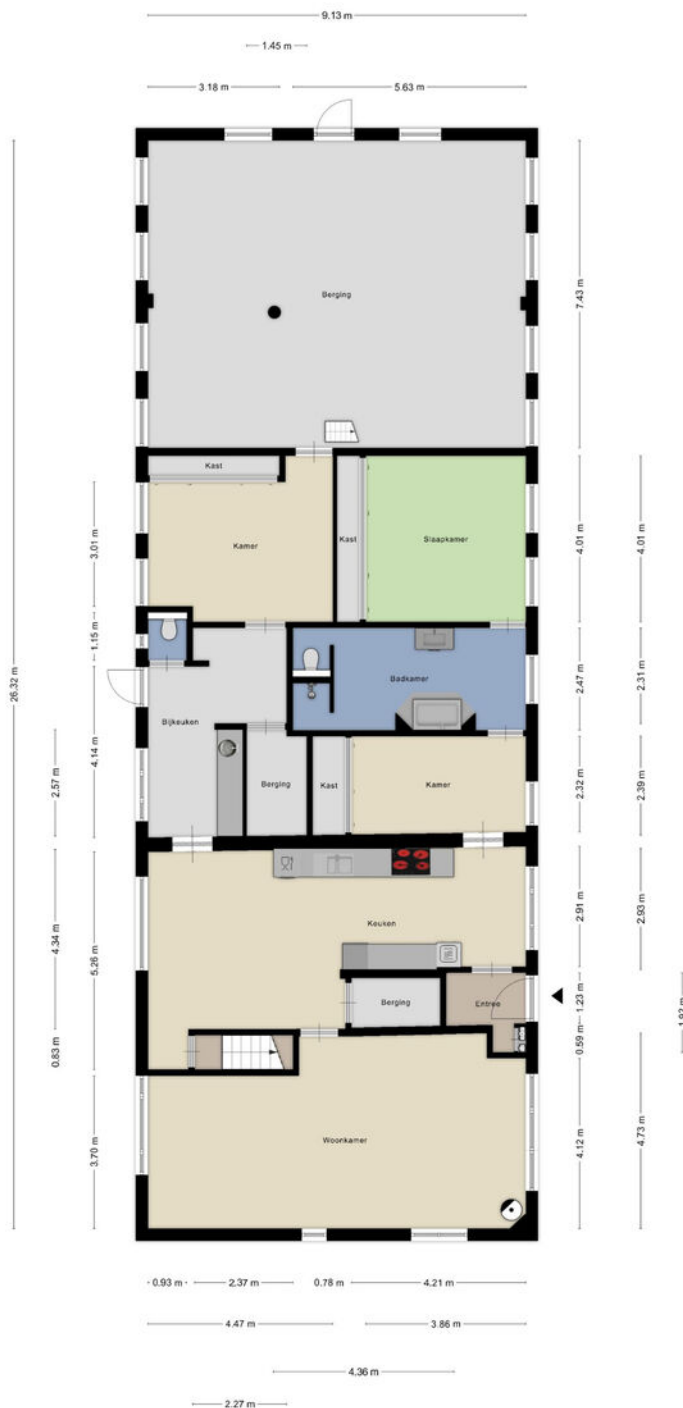 9.13 m
1.45 m
3.18 m
5.63 m
Berging
7.43 m
26.32 m
Kast
Kamer
Kast
Slaapkamer
3.01 m
4.01 m
4.01 m
1.15 m
Badkamer
2.47 m
2.31 m
Bijkeuken
4.14 m
2.57 m
Berging
Kast
Kamer
2.32 m
2.39 m
Keuken
2.91 m
2.93 m
4.34 m
5.26 m
Berging
Entree
1.23 m
1.92 m
0.59 m
0.83 m
Woonkamer
3.70 m
4.12 m
4.73 m
0.93 m
2.37 m
0.78 m
4.21 m
4.47 m
3.86 m
4.36 m
2.27 m